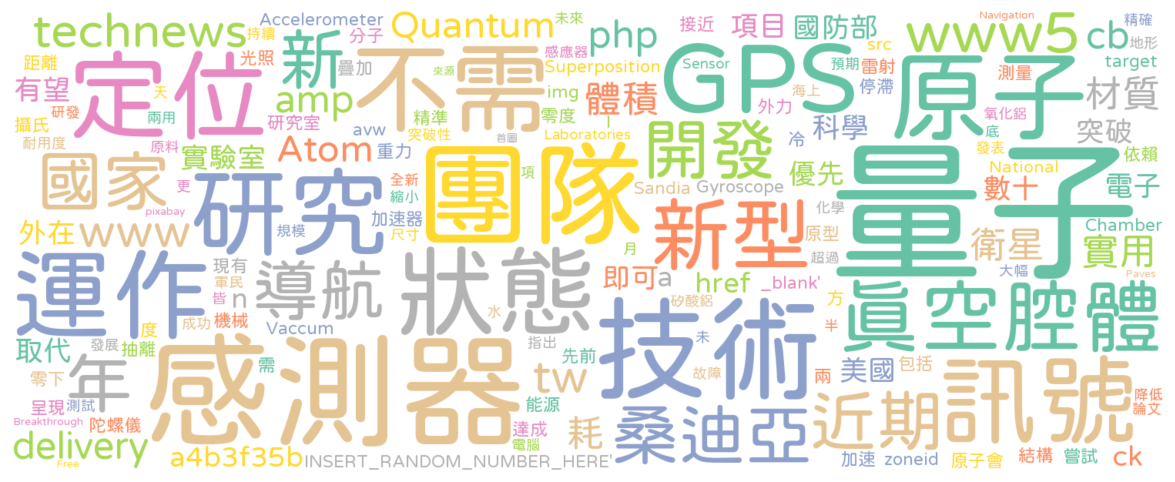 technews
Accelerometer
持續
分子
Quantum
未來
接近
項目
國防部
Navigation
精確
地形
距離
光照
定位
新
疊加
不需
感應器
php
Sensor
GPS
預期
src
雷射
www5
cb
target
有望
天
研發
兩用
amp
來源
Superposition
img
零度
體積
海上
外力
停滯
測量
原子
材質
攝氏
耐用度
研究室
精準
突破性
avw
l
Laboratories
開發
科學
冷
氧化鋁
底
發表
突破
依賴
國家
原料
實驗室
Atom
重力
首圖
團隊
項
Sandia
Gyroscope
優先
量子
National
數十
電子
更
pixabay
研究
全新
縮小
加速器
尺寸
規模
新型
化學
原型
超過
衛星
大幅
Chamber
實用
Paves
外在
www
運作
現有
軍民
皆
n
導航
狀態
月
即可
a
href
_blank'
矽酸鋁
方
半
真空腔體
取代
年
發展
度
抽離
成功
機械
Vaccum
水
指出
技術
未
故障
兩
美國
包括
零下
呈現
測試
陀螺儀
需
感測器
先前
tw
能源
近期
訊號
降低
論文
Breakthrough
delivery
Free
a4b3f35b
INSERT_RANDOM_NUMBER_HERE'
達成
電腦
耗
桑迪亞
加速
zoneid
原子會
結構
嘗試
ck